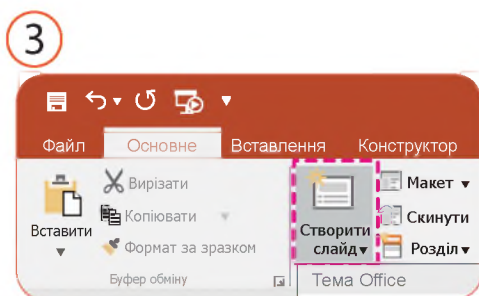 3
Файл Основне Вставлення Конструктор
Вставити
Вирізати
Копіювати
Формат за зразком
Буфер обміну
Створити
слайд
Макет
Скинути
Розділ
Тема Office